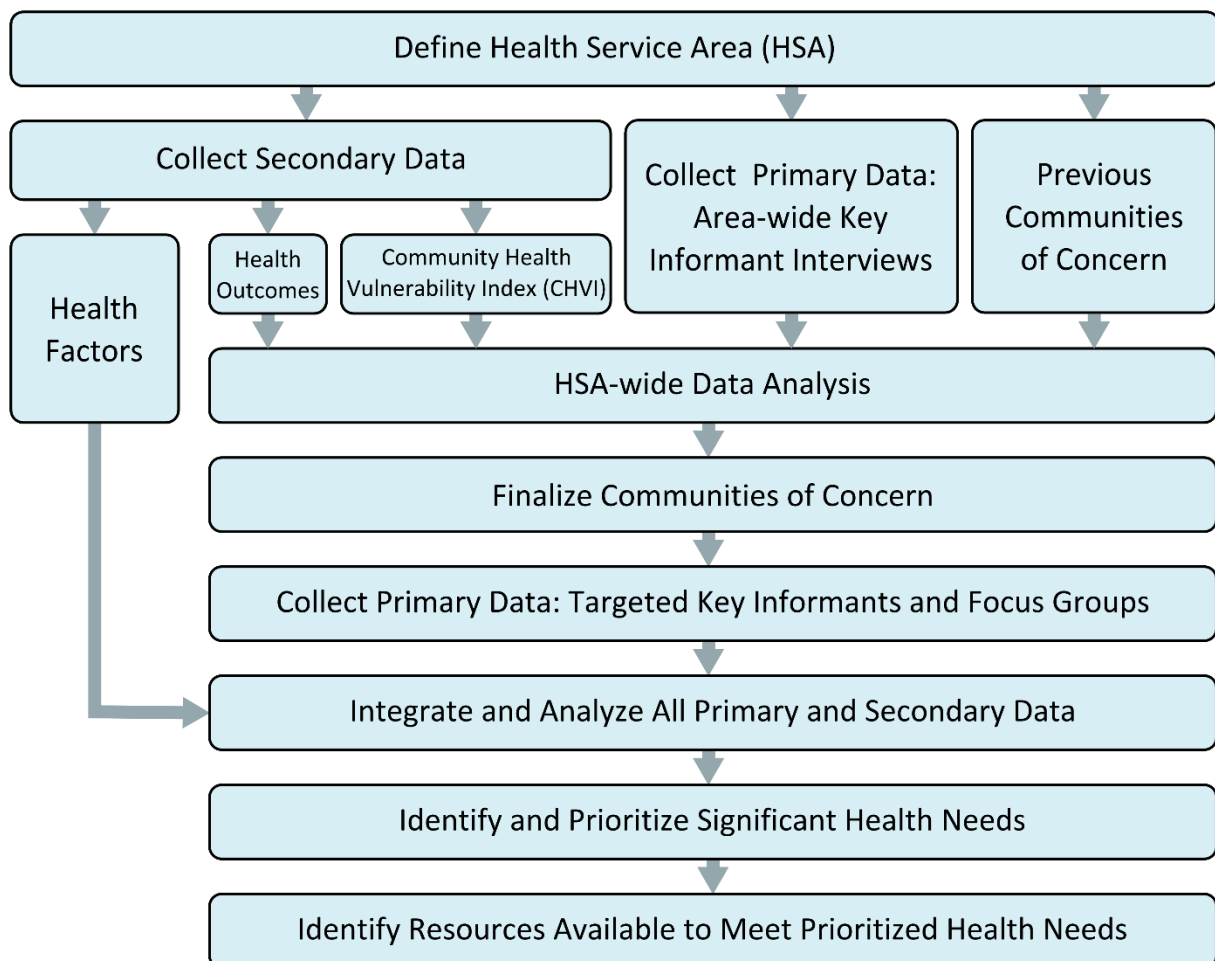 Define Health Service Area (HSA)
Collect Secondary Data
Collect Primary Data:
Area-wide Key
Informant Interviews
Previous
Communities
of Concern
Health
Factors
Health
Outcomes
Community Health
Vulnerability Index (CHVI)
HSA-wide Data Analysis
Finalize Communities of Concern
Collect Primary Data: Targeted Key Informants and Focus Groups
Integrate and Analyze All Primary and Secondary Data
Identify and Prioritize Significant Health Needs
Identify Resources Available to Meet Prioritized Health Needs